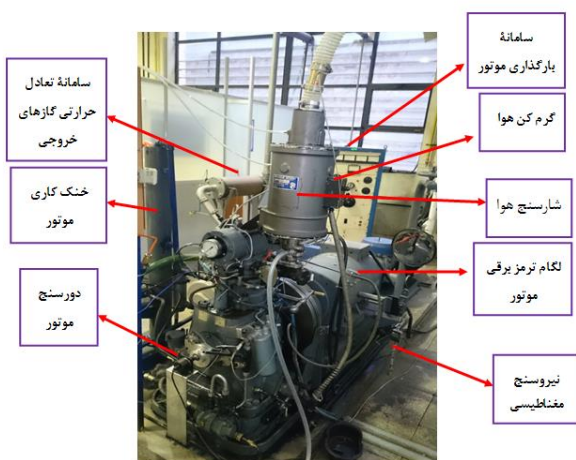 سامانهٔ
بارگذاری موتور
گرم کن هوا
شارسنج هوا
لگام ترمز برقی
موتور
نیروسنج
مغناطیسی
سامانهٔ تعادل
حرارتی گازهای
خروجی
خنک کاری
موتور
دورسنج
موتور